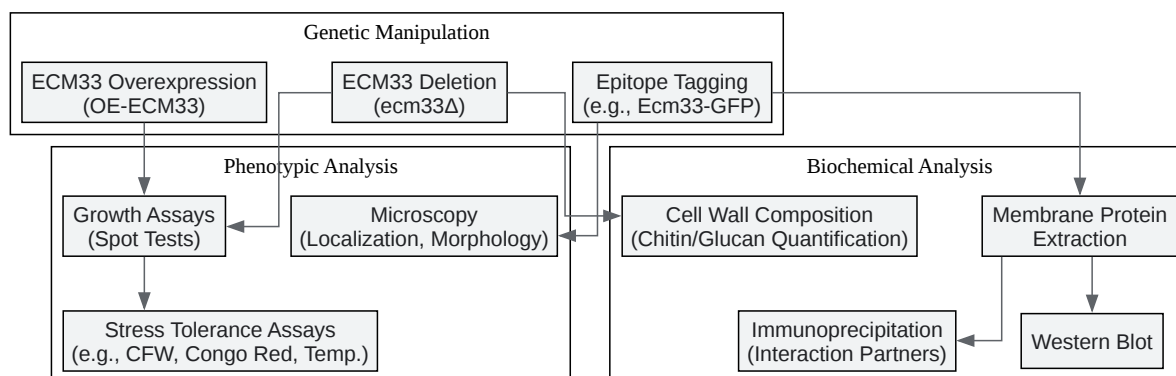 Genetic Manipulation
ECM33 Overexpression
(OE-ECM33)
ECM33 Deletion
(ecm33Δ)
Epitope Tagging
(e.g., Ecm33-GFP)
Phenotypic Analysis
Growth Assays
(Spot Tests)
Microscopy
(Localization, Morphology)
Stress Tolerance Assays
(e.g., CFW, Congo Red, Temp.)
Biochemical Analysis
Cell Wall Composition
(Chitin/Glucan Quantification)
Membrane Protein
Extraction
Immunoprecipitation
(Interaction Partners)
Western Blot